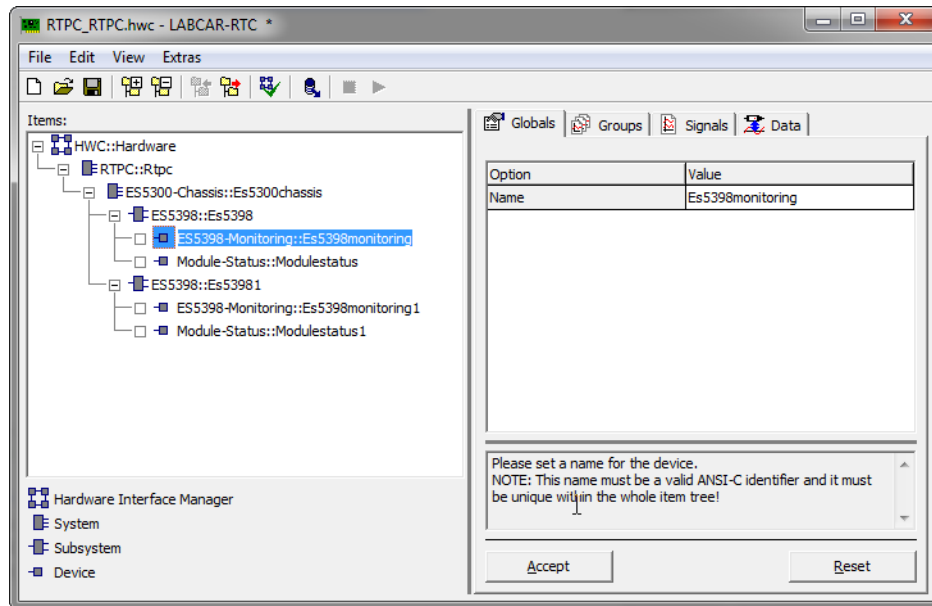 RTPC_RTPC.hwc - LABCAR-RTC *
File Edit View Extras
Items:
HWC::Hardware
RTPC::Rtpc
ES5300-Chassis::Es5300chassis
ES5398::Es5398
ES5398-Monitoring::Es5398monitoring
Module-Status::Modulestatus
ES5398::Es53981
ES5398-Monitoring::Es5398monitoring1
Module-Status::Modulestatus1
Hardware Interface Manager
System
Subsystem
Device
Globals Groups Signals Data
Option Value
Name Es5398monitoring
Please set a name for the device.
NOTE: This name must be a valid ANSI-C identifier and it must
be unique within the whole item tree!
Accept Reset